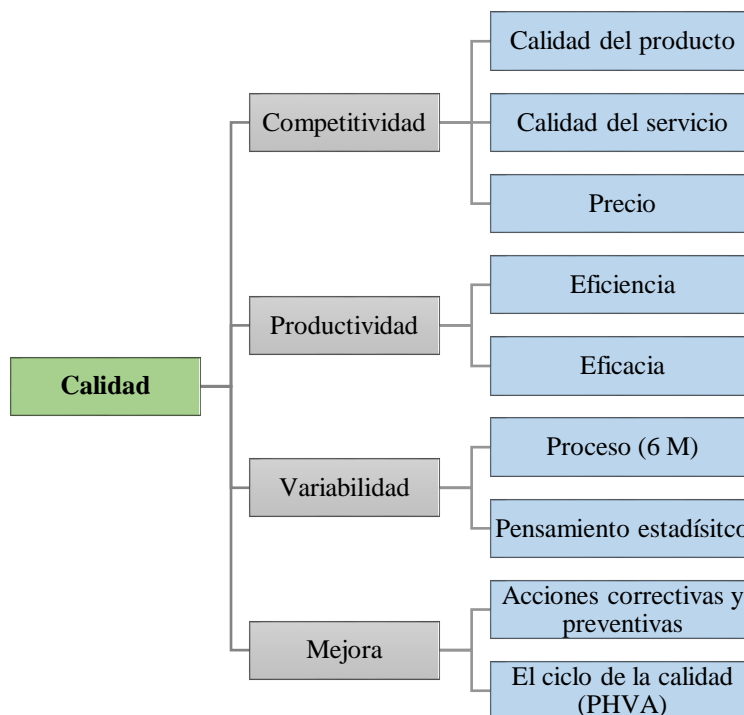 Calidad
Competitividad
Calidad del producto
Calidad del servicio
Precio
Productividad
Eficiencia
Eficacia
Variabilidad
Proceso (6 M)
Pensamiento estadísitco
Mejora
Acciones correctivas y
preventivas
El ciclo de la calidad
(PHVA)